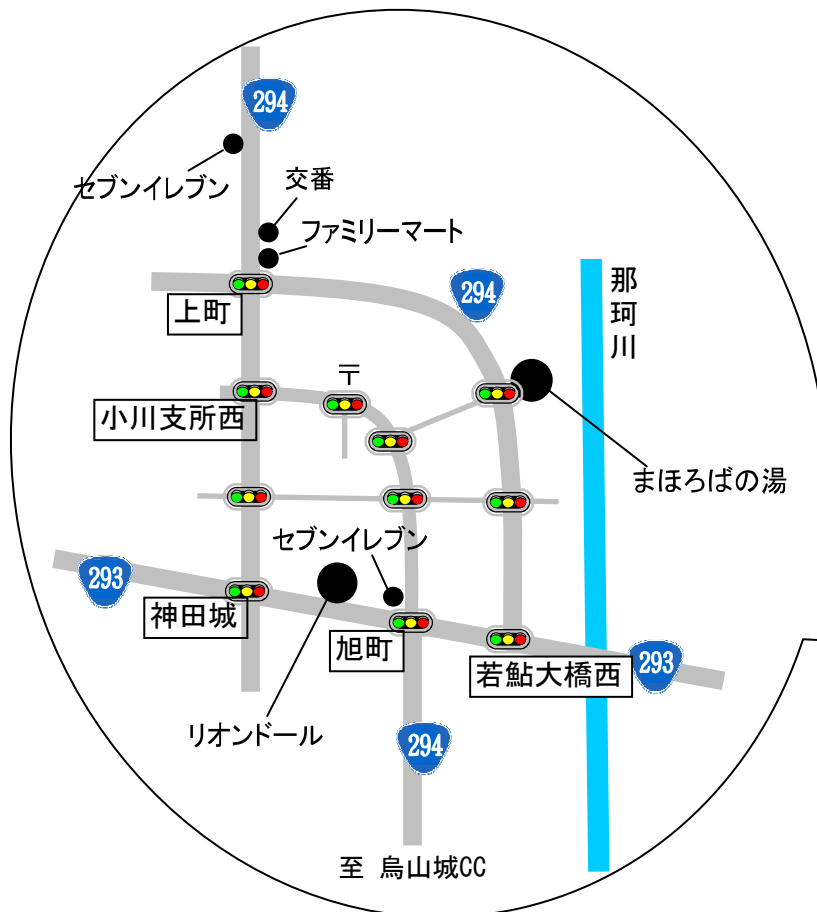 294
セブンイレブン
交番
ファミリーマート
上町
294
那珂川
〒
小川支所西
まほろばの湯
セブンイレブン
293
神田城
旭町
若鮎大橋西
293
リオンドール
294
至 烏山城CC